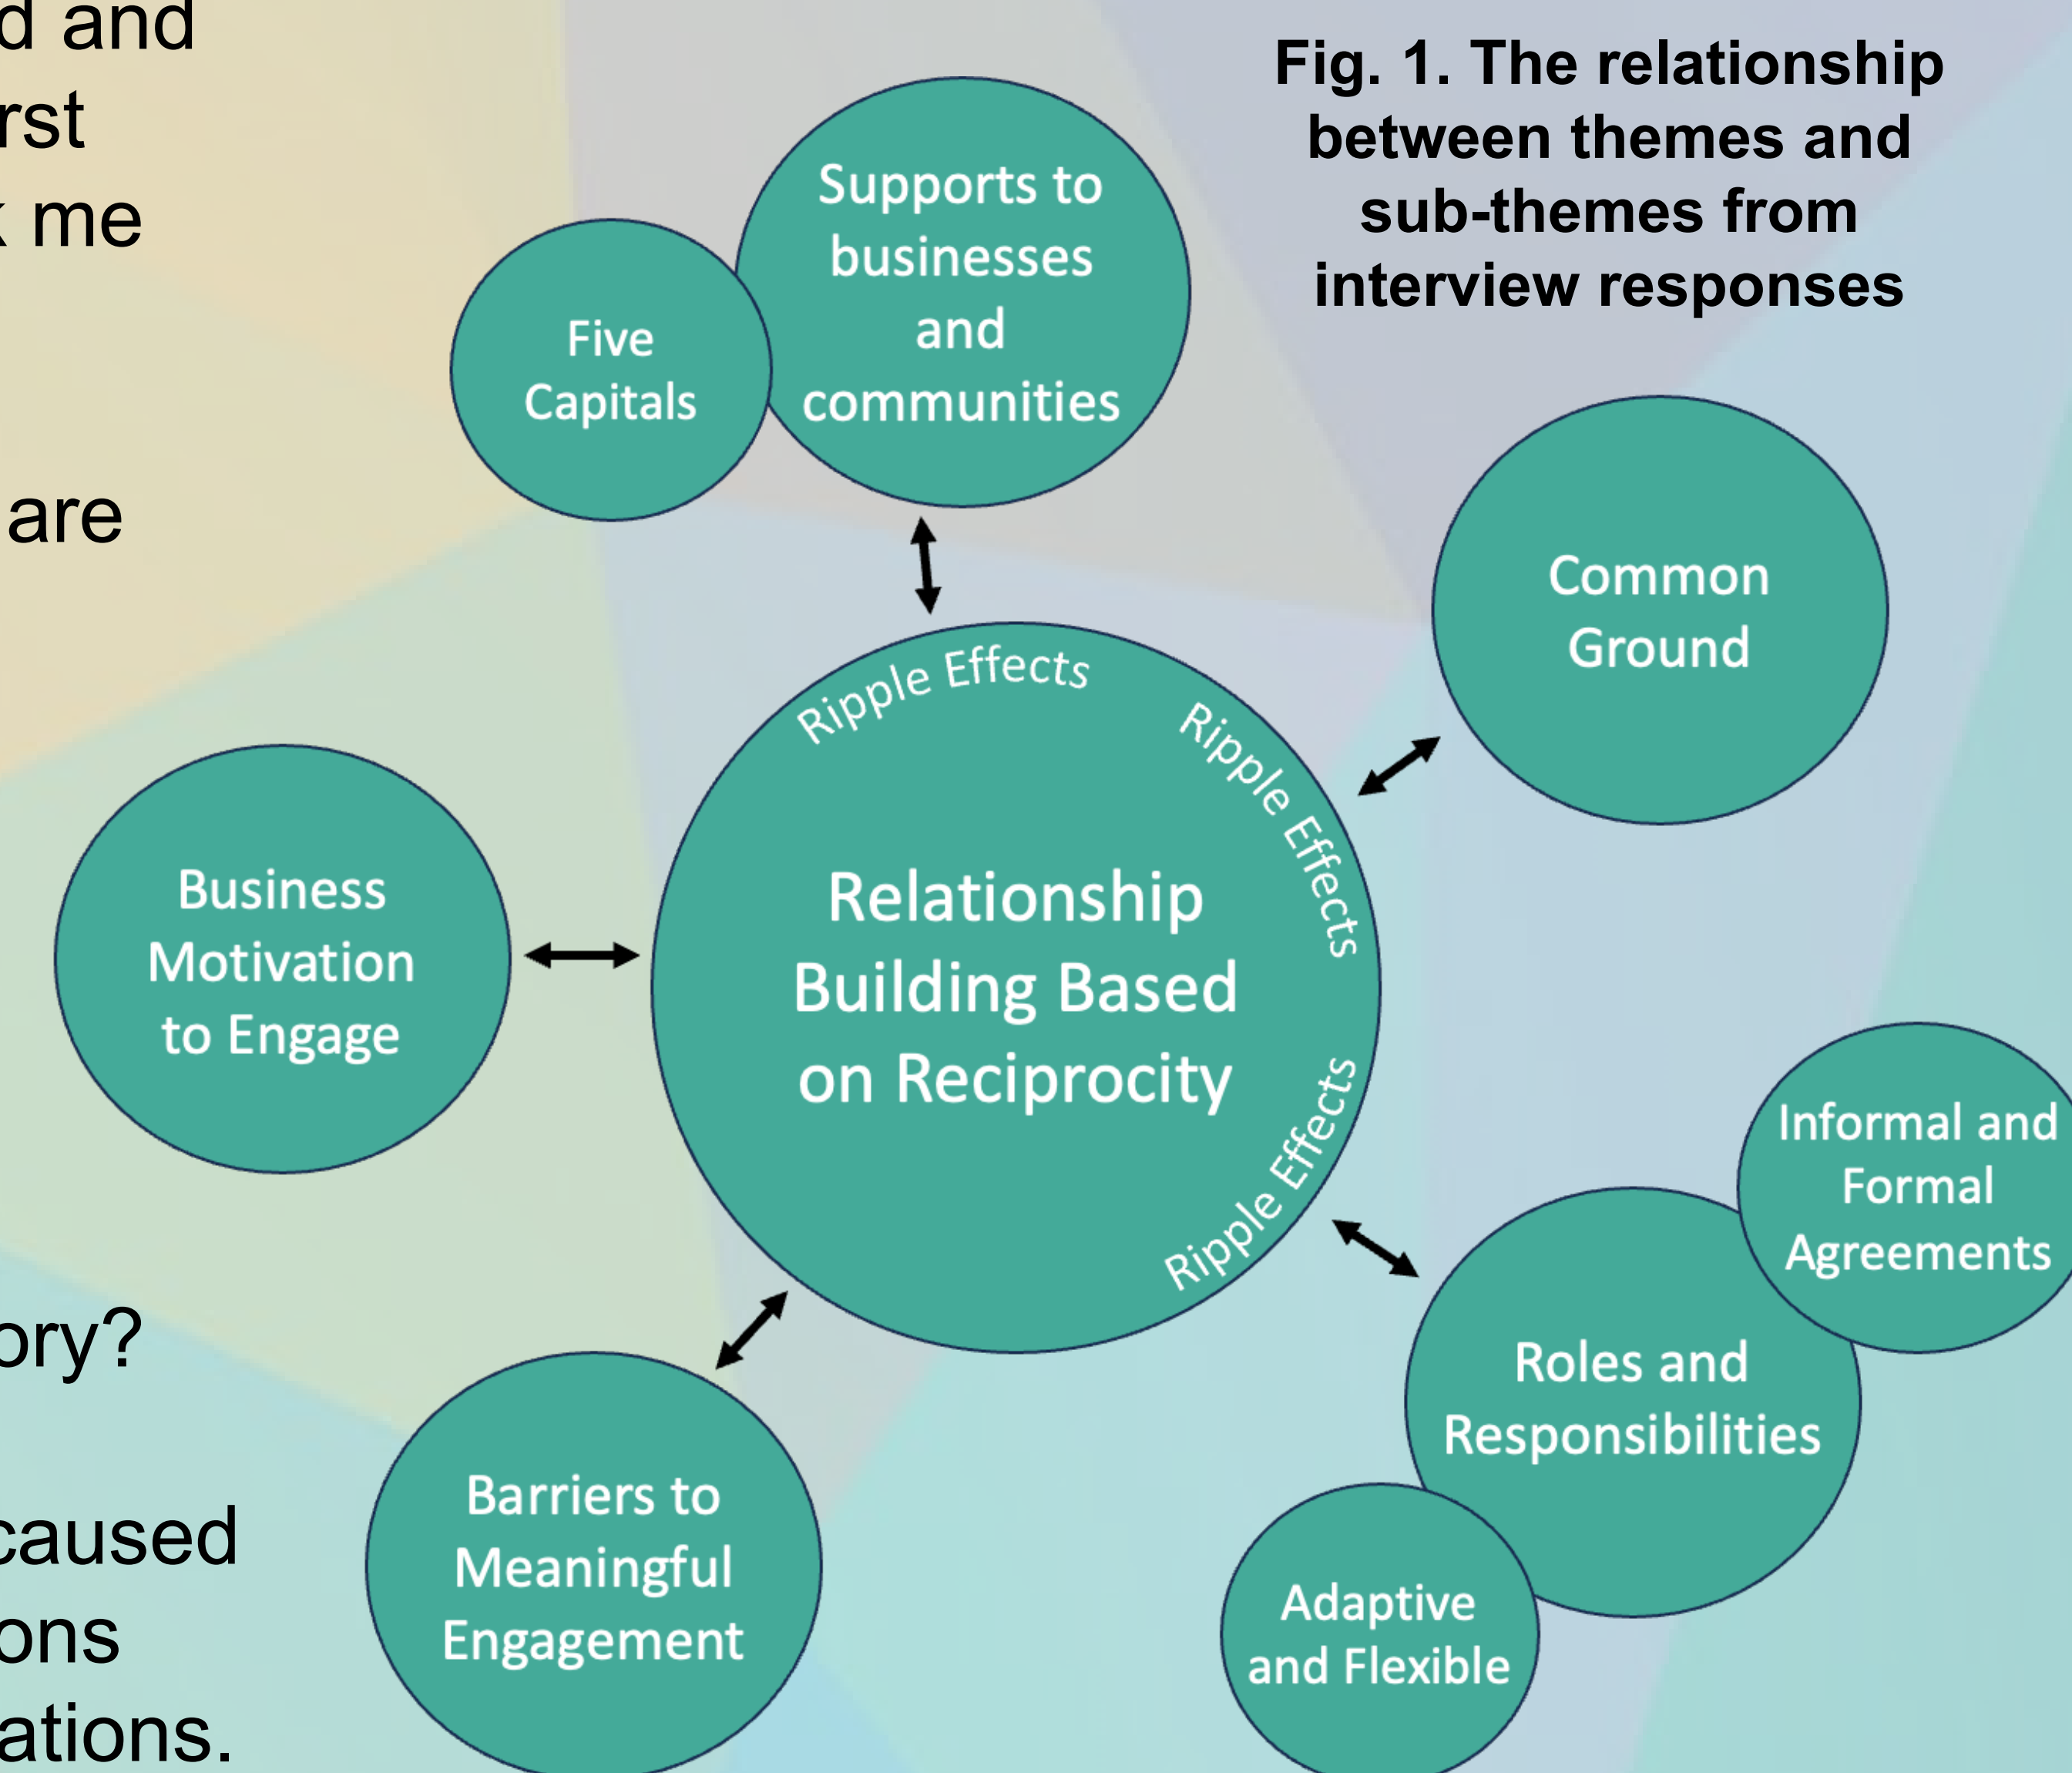 d and
rst
k me
are
ory?
caused
ons
ations.
Fig. 1. The relationship
between themes and
sub-themes from
interview responses
Supports to
businesses
and
communities
Five
Capitals
Common
Ground
Ripple Effects
Ripple Effects
Ripple Effects
Relationship
Building Based
on Reciprocity
Business
Motivation
to Engage
Informal and
Formal
Agreements
Roles and
Responsibilities
Adaptive
and Flexible
Barriers to
Meaningful
Engagement